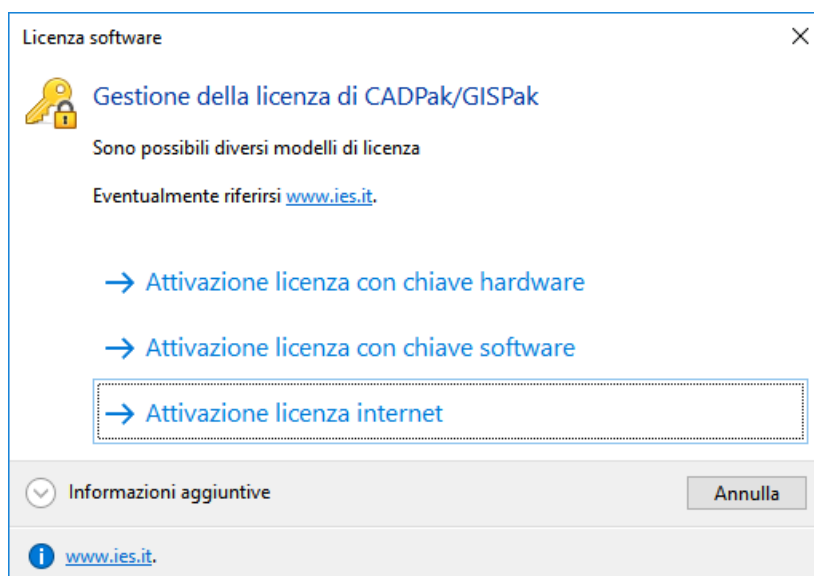 Licenza software
Gestione della licenza di CADPak/GISPak
Sono possibili diversi modelli di licenza
Eventualmente riferirsi www.ies.it.
Attivazione licenza con chiave hardware
Attivazione licenza con chiave software
Attivazione licenza internet
Informazioni aggiuntive
Annulla
www.ies.it.